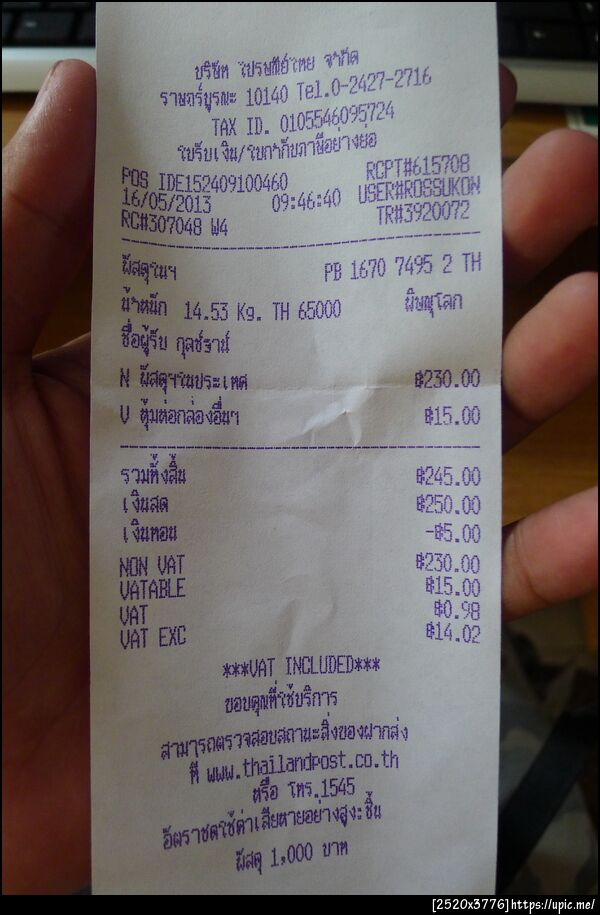 บริษัท ไปรษณีย์ไทย จำกัด
ราษฎร์บูรณะ 10140 Tel.0-2427-2716
TAX ID. 0105546095724
ใบรับเงิน/ใบกำกับภาษีอย่างย่อ
POS IDE152409100460 RCPT#615708
16/05/2013 09:46:40 USER#ROSSUKON
RC#307048 W4 TR#3920072
พัสดุในฯ PB 1670 7495 2 TH
น้ำหนัก 14.53 Kg. TH 65000 พิษณุโลก
ชื่อผู้รับ กุลช์ฐาน์
N พัสดุฯในประเทศ ฿230.00
V หุ้มห่อกล่องอื่นฯ ฿15.00
รวมทั้งสิ้น ฿245.00
เงินสด ฿250.00
เงินทอน -฿5.00
NON VAT ฿230.00
VATABLE ฿15.00
VAT ฿0.98
VAT EXC ฿14.02
***VAT INCLUDED***
ขอบคุณที่ใช้บริการ
สามารถตรวจสอบสถานะสิ่งของฝากส่ง
ที่ www.thailandpost.co.th
หรือ โทร.1545
อัตราชดใช้ค่าเสียหายอย่างสูงะชิ้น
พัสดุ 1,000 บาท
[2520x3776]https://upic.me/